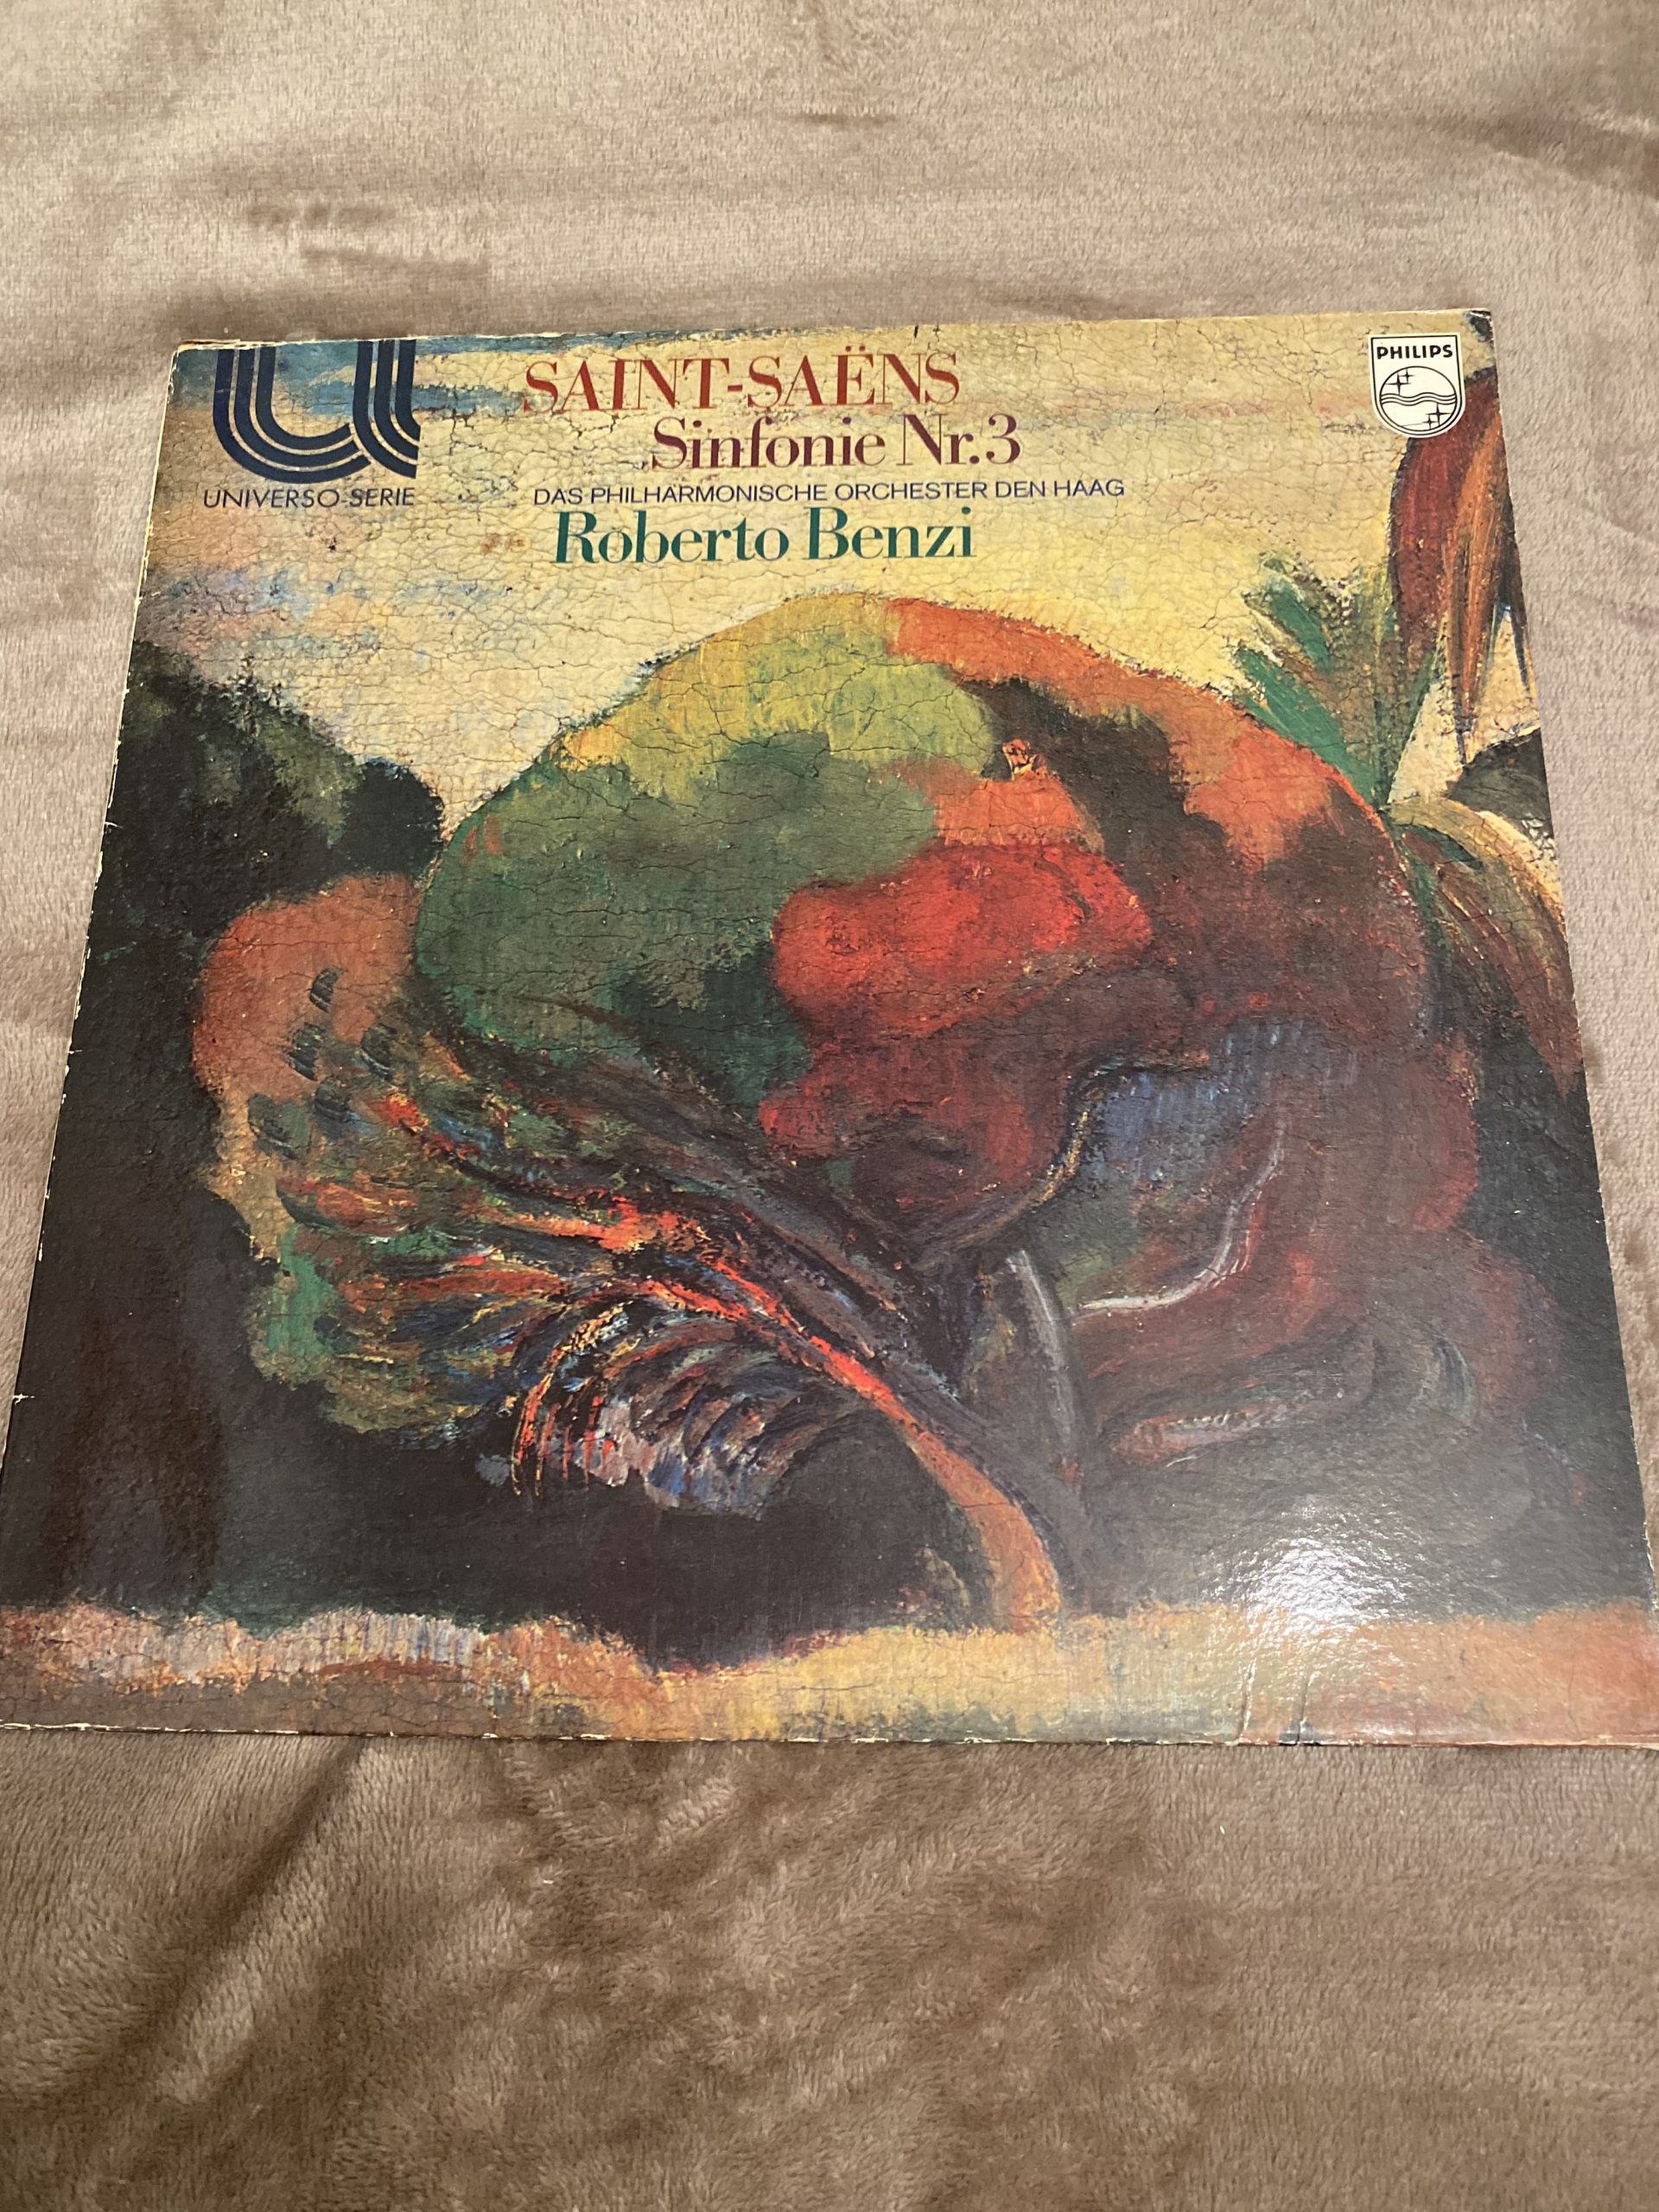 SAINT-SAËNS
Sinfonie Nr.3
DAS PHILHARMONISCHE ORCHESTER DEN HAAG
Roberto Benzi
UNIVERSO-SERIE
PHILIPS